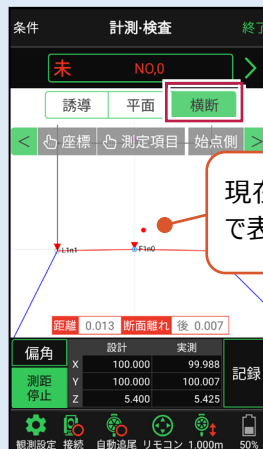 条件 計測･検査 終了
未 NO,0
誘導 平面 横断
座標 測定項目 始点側
現在
で表
L1n1 F1n0
距離 0.013 断面離れ 後 0.007
偏角 設計 実測
X 100.000 99.988
測距停止 Y 100.000 100.007 記録
Z 5.400 5.425
観測設定 接続 自動追尾 リモコン 1.000m 50%